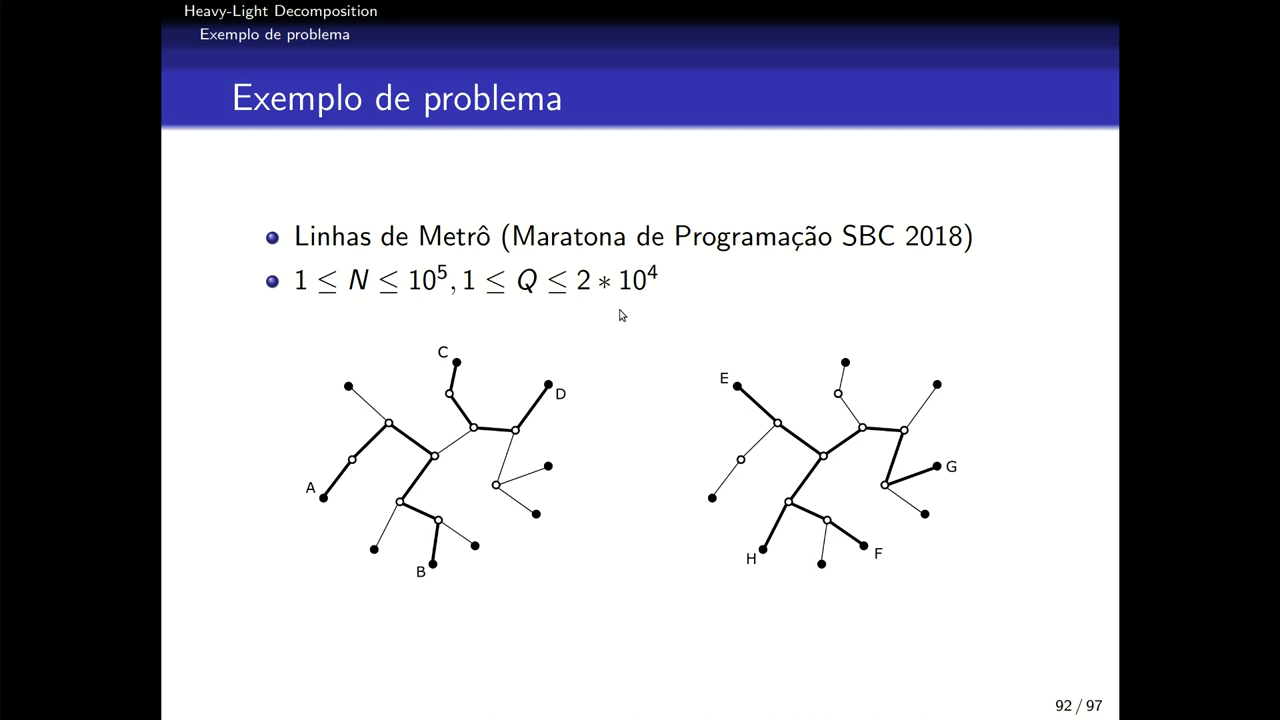 Heavy-Light Decomposition
Exemplo de problema
Exemplo de problema
Linhas de Metrô (Maratona de Programação SBC 2018)
1 ≤ N ≤ 10⁵, 1 ≤ Q ≤ 2 ∗ 10⁴
C
D
A
B
E
G
H
F
92 / 97